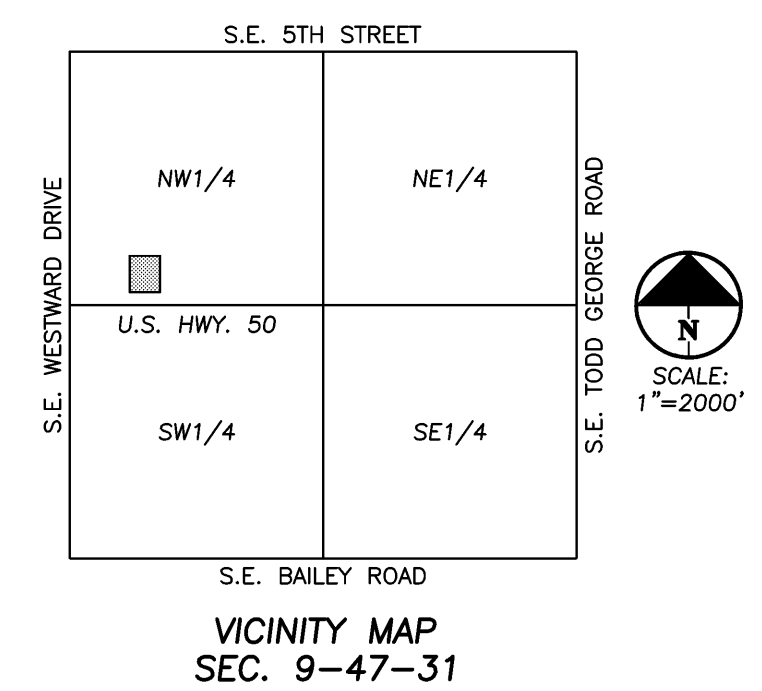 S.E. 5TH STREET
S.E. WESTWARD DRIVE
NW1/4
NE1/4
S.E. TODD GEORGE ROAD
U.S. HWY. 50
N
SCALE:
1"=2000'
SW1/4
SE1/4
S.E. BAILEY ROAD
VICINITY MAP
SEC. 9-47-31